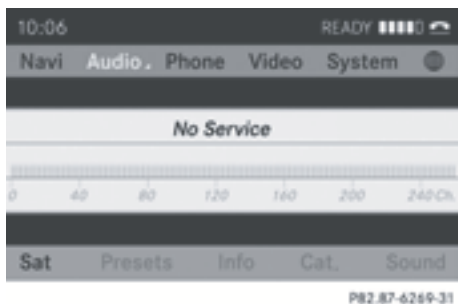 10:06 READY
Navi Audio. Phone Video System
No Service
0 40 80 120 160 200 240 Ch.
Sat Presets Info Cat. Sound
P82.87-6269-31